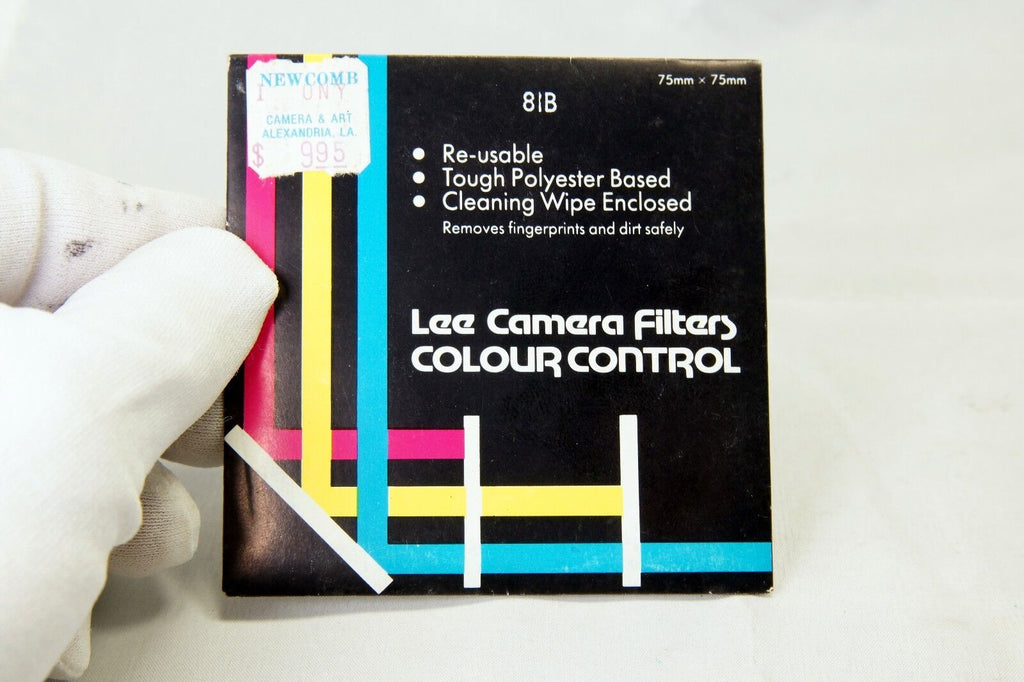 NEWCOMB
I ONY
CAMERA & ART
ALEXANDRIA, LA.
$ 995
75mm × 75mm
81B
• Re-usable
• Tough Polyester Based
• Cleaning Wipe Enclosed
Removes fingerprints and dirt safely
Lee Camera Filters
COLOUR CONTROL